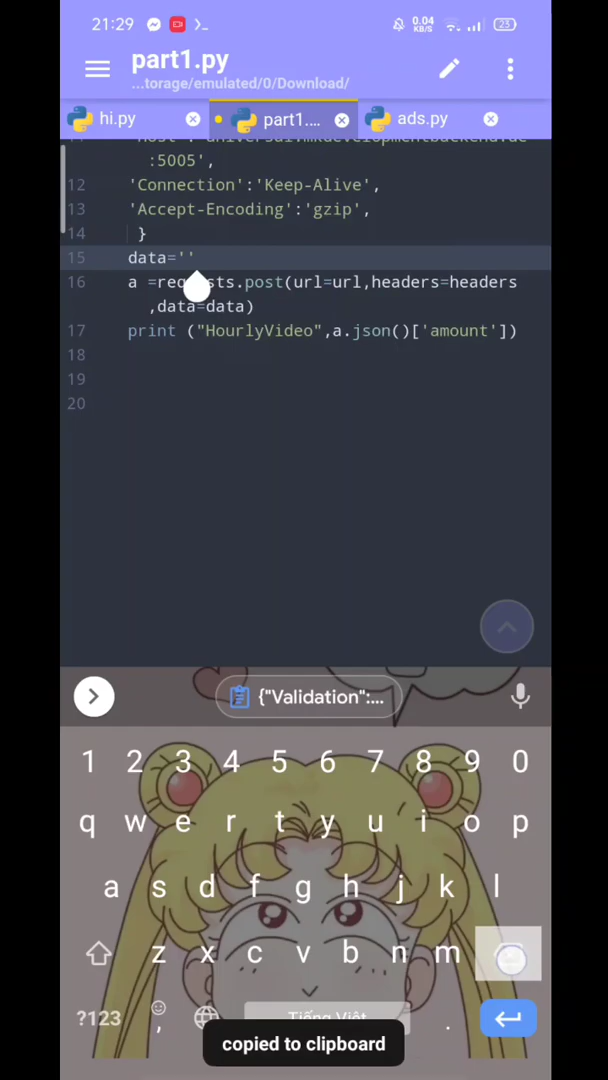 21:29
0.04
KB/S
23
part1.py
...torage/emulated/0/Download/
hi.py
part1....
ads.py
:5005',
12 'Connection':'Keep-Alive',
13 'Accept-Encoding':'gzip',
14 }
15 data=''
16 a =requests.post(url=url,headers=headers
,data=data)
17 print ("HourlyVideo",a.json()['amount'])
18
19
20
{"Validation":...
1 2 3 4 5 6 7 8 9 0
q w e r t y u i o p
a s d f g h j k l
z x c v b n m
?123 , Tiếng Việt .
copied to clipboard